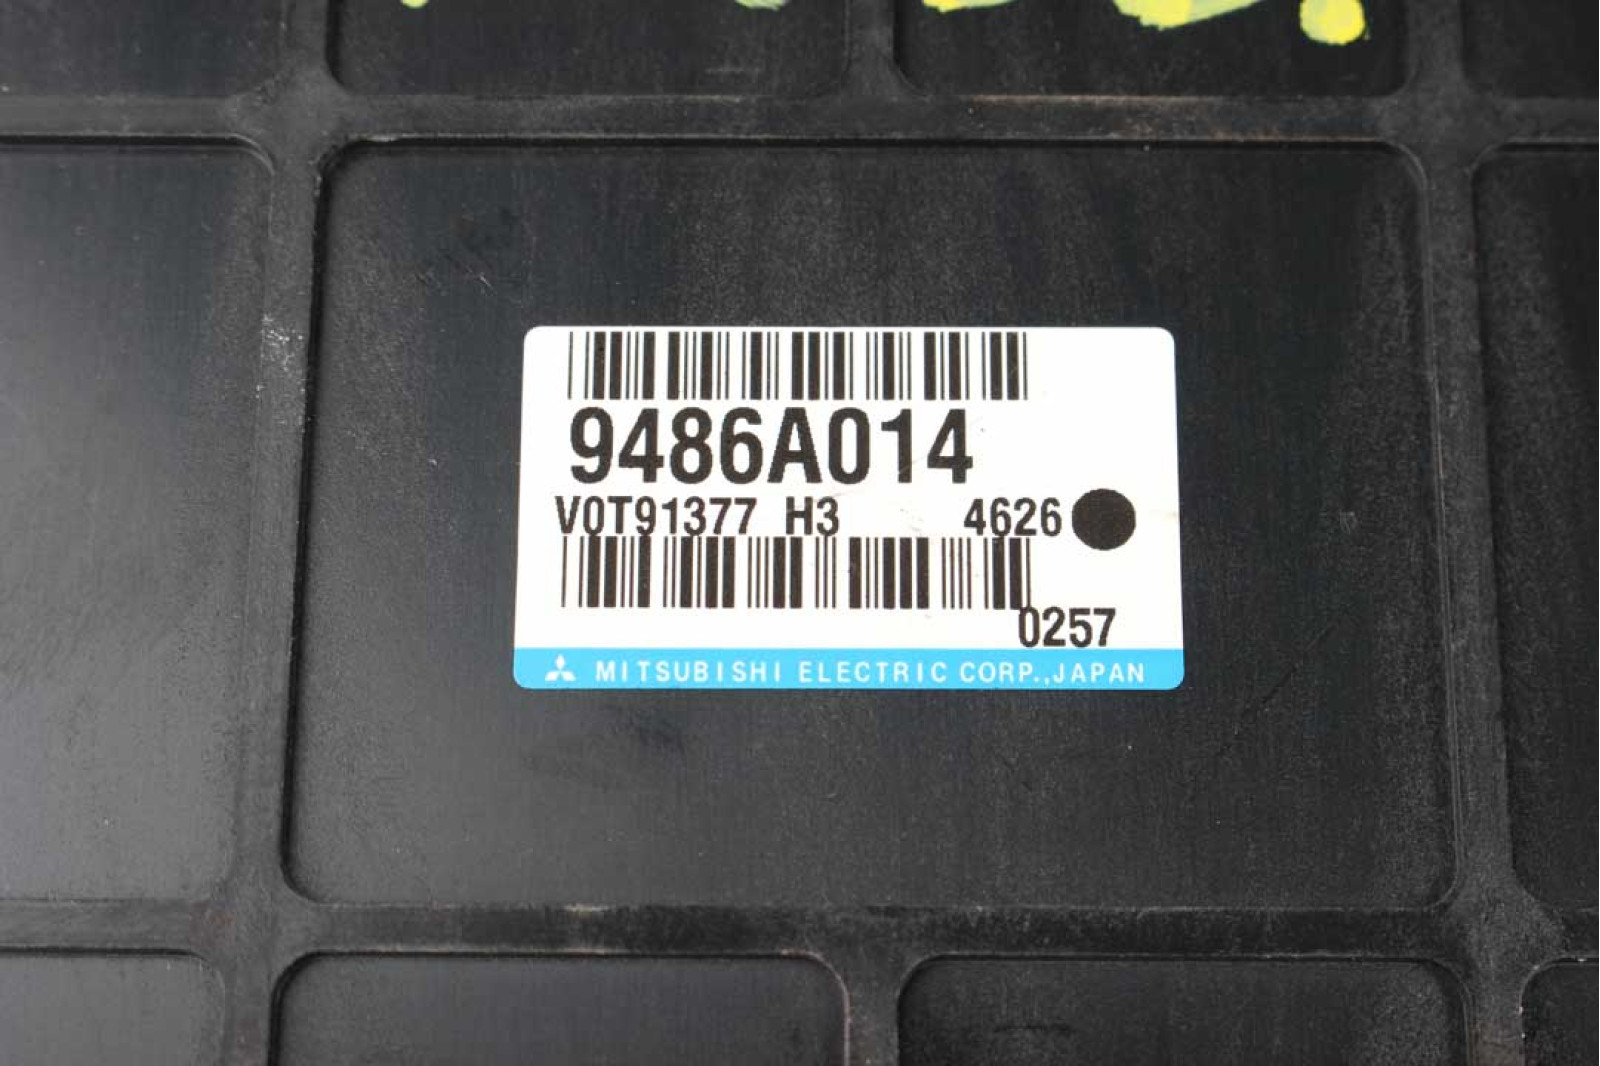 9486A014
V0T91377 H3 4626
0257
MITSUBISHI ELECTRIC CORP.,JAPAN